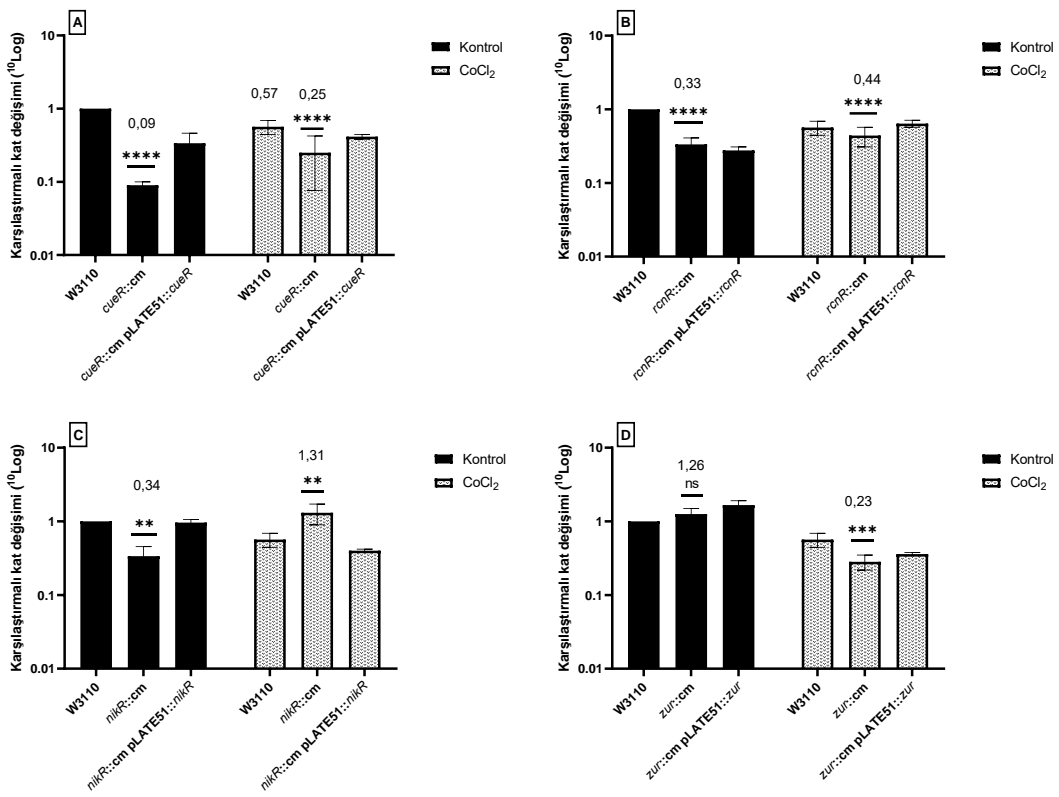 A
Karşılaştırmalı kat değişimi (¹⁰Log)
10
1
0.1
0.01
0,09
****
0,57
0,25
****
Kontrol
CoCl₂
W3110
cueR::cm
cueR::cm pLATE51::cueR
W3110
cueR::cm
cueR::cm pLATE51::cueR
B
Karşılaştırmalı kat değişimi (¹⁰Log)
10
1
0.1
0.01
0,33
****
0,44
****
Kontrol
CoCl₂
W3110
rcnR::cm
rcnR::cm pLATE51::rcnR
W3110
rcnR::cm
rcnR::cm pLATE51::rcnR
C
Karşılaştırmalı kat değişimi (¹⁰Log)
10
1
0.1
0.01
0,34
**
1,31
**
Kontrol
CoCl₂
W3110
nikR::cm
nikR::cm pLATE51::nikR
W3110
nikR::cm
nikR::cm pLATE51::nikR
D
Karşılaştırmalı kat değişimi (¹⁰Log)
10
1
0.1
0.01
1,26
ns
0,23
***
Kontrol
CoCl₂
W3110
zur::cm
zur::cm pLATE51::zur
W3110
zur::cm
zur::cm pLATE51::zur